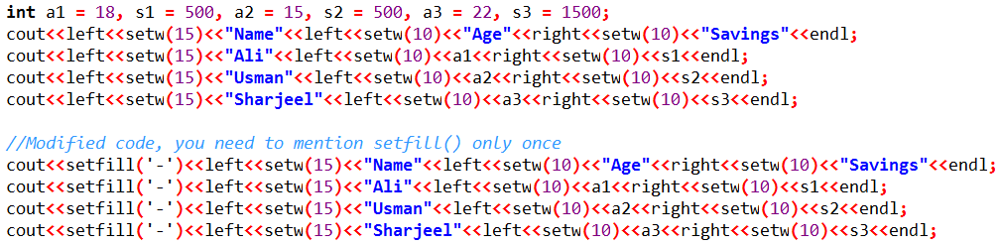 int a1 = 18, s1 = 500, a2 = 15, s2 = 500, a3 = 22, s3 = 1500;
cout<<left<<setw(15)<<"Name"<<left<<setw(10)<<"Age"<<right<<setw(10)<<"Savings"<<endl;
cout<<left<<setw(15)<<"Ali"<<left<<setw(10)<<a1<<right<<setw(10)<<s1<<endl;
cout<<left<<setw(15)<<"Usman"<<left<<setw(10)<<a2<<right<<setw(10)<<s2<<endl;
cout<<left<<setw(15)<<"Sharjeel"<<left<<setw(10)<<a3<<right<<setw(10)<<s3<<endl;
//Modified code, you need to mention setfill() only once
cout<<setfill('-')<<left<<setw(15)<<"Name"<<left<<setw(10)<<"Age"<<right<<setw(10)<<"Savings"<<endl;
cout<<setfill('-')<<left<<setw(15)<<"Ali"<<left<<setw(10)<<a1<<right<<setw(10)<<s1<<endl;
cout<<setfill('-')<<left<<setw(15)<<"Usman"<<left<<setw(10)<<a2<<right<<setw(10)<<s2<<endl;
cout<<setfill('-')<<left<<setw(15)<<"Sharjeel"<<left<<setw(10)<<a3<<right<<setw(10)<<s3<<endl;